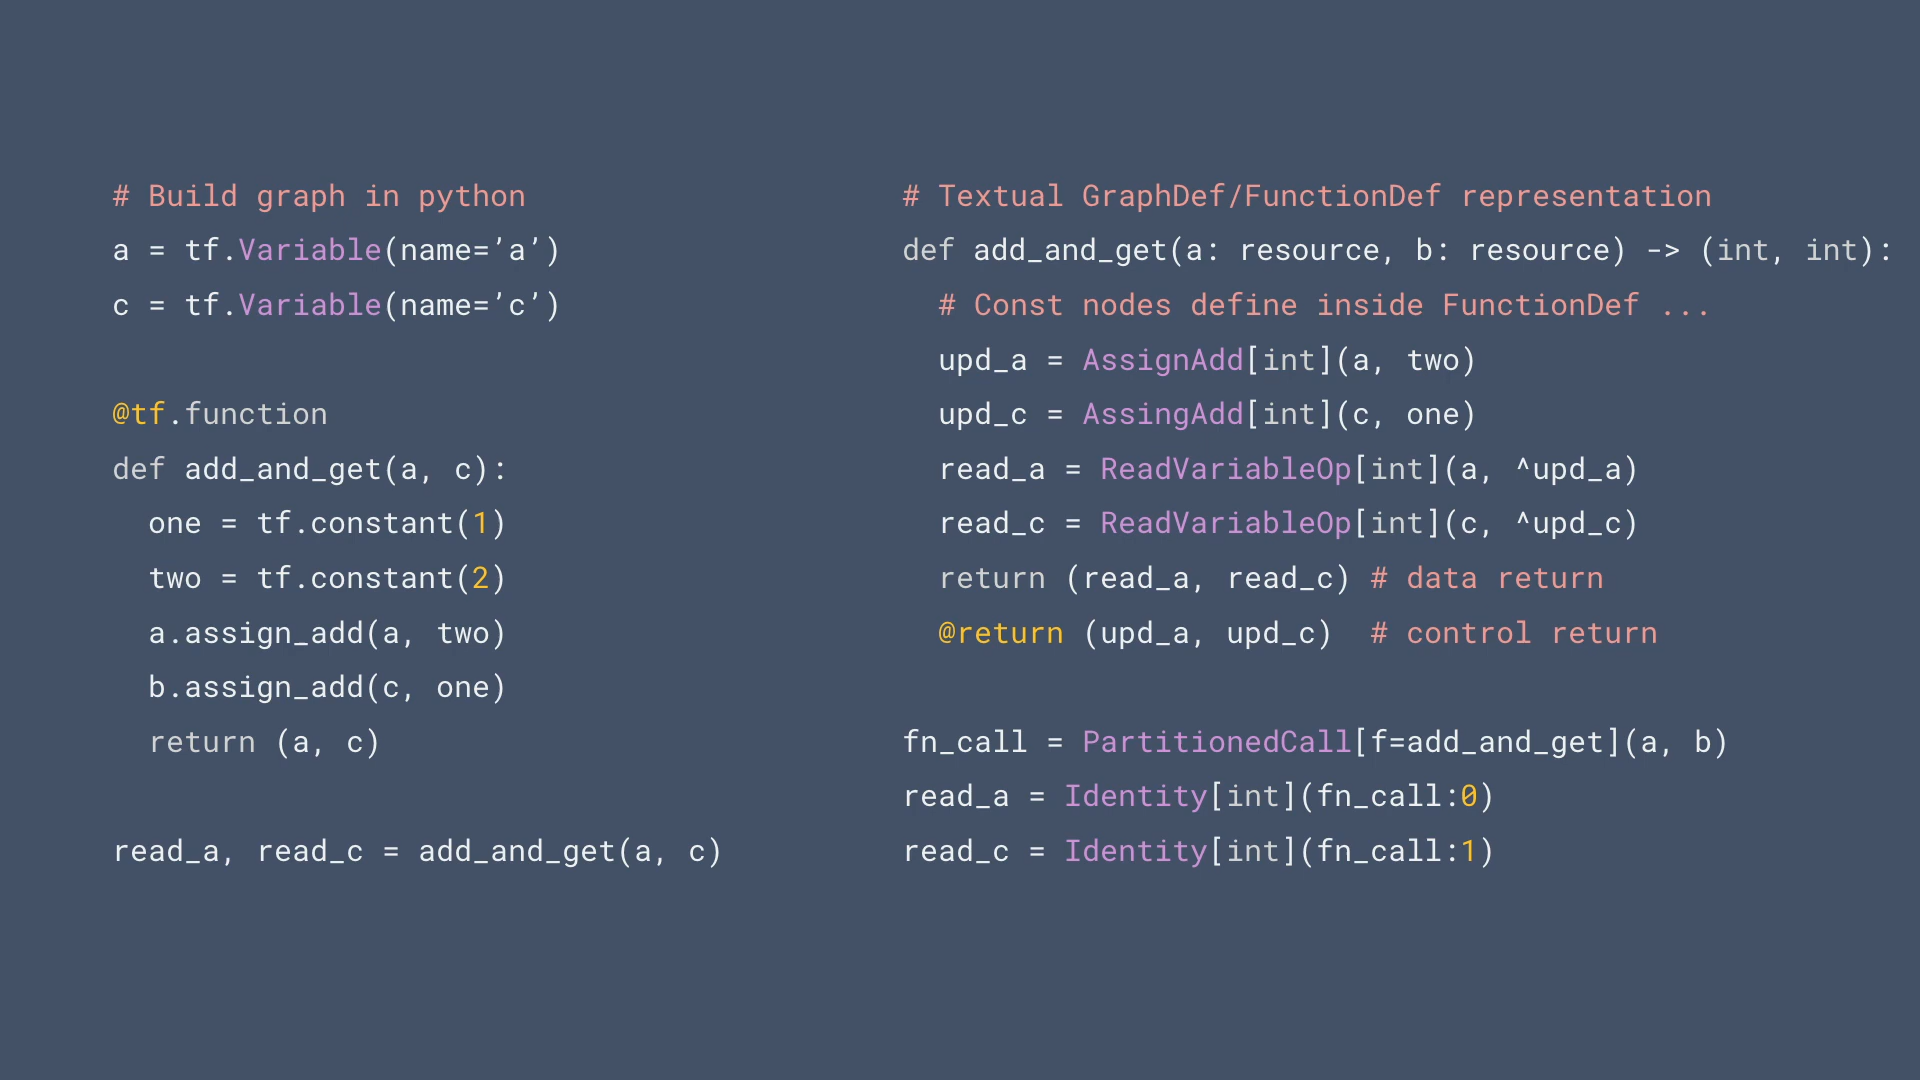 # Build graph in python
a = tf.Variable(name=’a’)
c = tf.Variable(name=’c’)
@tf.function
def add_and_get(a, c):
  one = tf.constant(1)
  two = tf.constant(2)
  a.assign_add(a, two)
  b.assign_add(c, one)
  return (a, c)
read_a, read_c = add_and_get(a, c)
# Textual GraphDef/FunctionDef representation
def add_and_get(a: resource, b: resource) -> (int, int):
  # Const nodes define inside FunctionDef ...
  upd_a = AssignAdd[int](a, two)
  upd_c = AssingAdd[int](c, one)
  read_a = ReadVariableOp[int](a, ^upd_a)
  read_c = ReadVariableOp[int](c, ^upd_c)
  return (read_a, read_c) # data return
  @return (upd_a, upd_c)  # control return
fn_call = PartitionedCall[f=add_and_get](a, b)
read_a = Identity[int](fn_call:0)
read_c = Identity[int](fn_call:1)